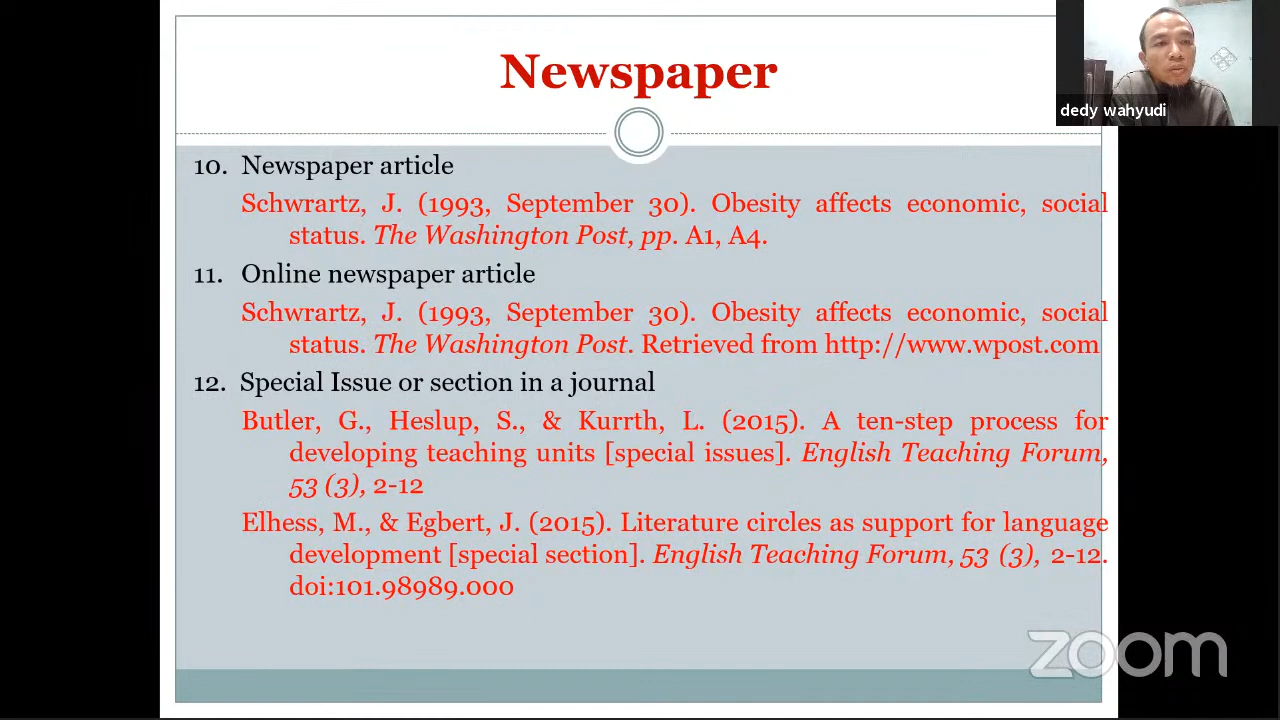 Newspaper
dedy wahyudi
10. Newspaper article
Schwrartz, J. (1993, September 30). Obesity affects economic, social
status. The Washington Post, pp. A1, A4.
11. Online newspaper article
Schwrartz, J. (1993, September 30). Obesity affects economic, social
status. The Washington Post. Retrieved from http://www.wpost.com
12. Special Issue or section in a journal
Butler, G., Heslup, S., & Kurrth, L. (2015). A ten-step process for
developing teaching units [special issues]. English Teaching Forum,
53 (3), 2-12
Elhess, M., & Egbert, J. (2015). Literature circles as support for language
development [special section]. English Teaching Forum, 53 (3), 2-12.
doi:101.98989.000
zoom